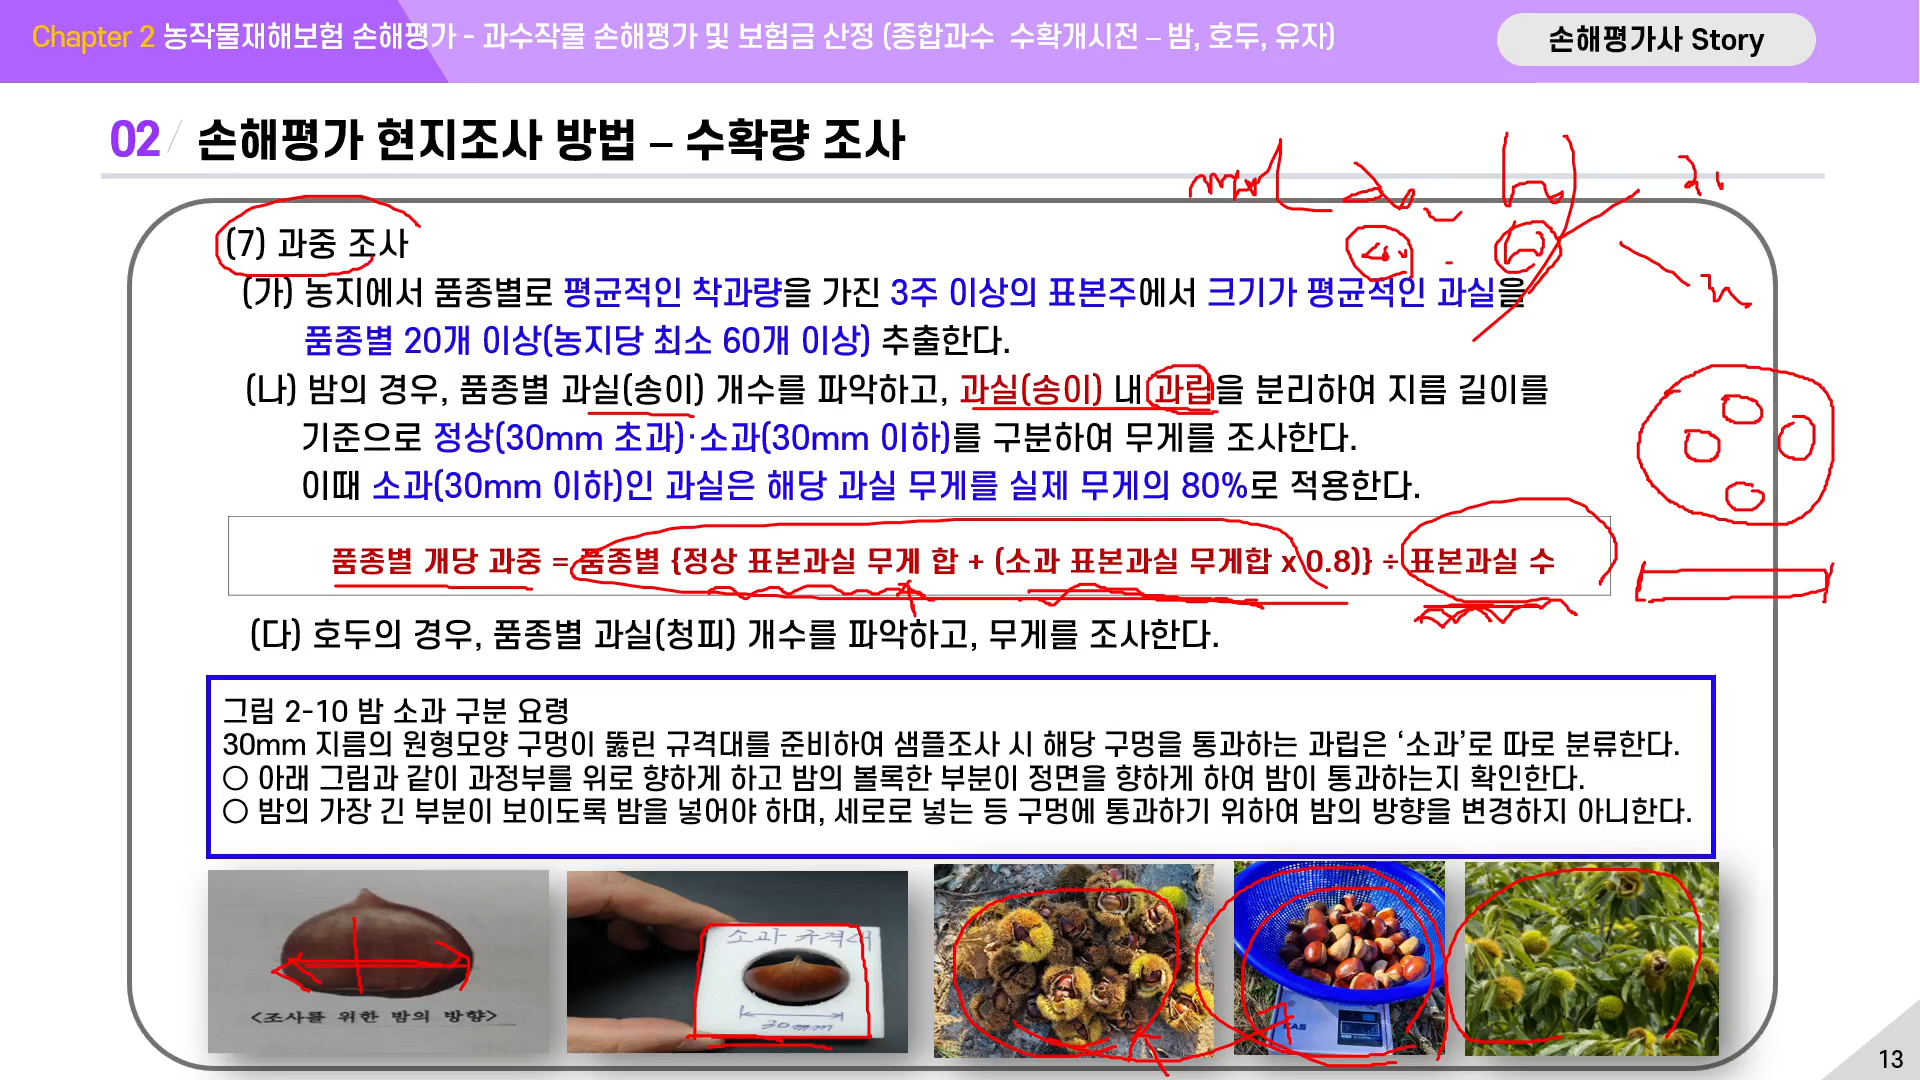 Chapter 2 농작물재해보험 손해평가 - 과수작물 손해평가 및 보험금 산정 (종합과수 수확개시전 – 밤, 호두, 유자)
손해평가사 Story
02 / 손해평가 현지조사 방법 – 수확량 조사
(7) 과중 조사
(가) 농지에서 품종별로 평균적인 착과량을 가진 3주 이상의 표본주에서 크기가 평균적인 과실을
품종별 20개 이상(농지당 최소 60개 이상) 추출한다.
(나) 밤의 경우, 품종별 과실(송이) 개수를 파악하고, 과실(송이) 내 과립을 분리하여 지름 길이를
기준으로 정상(30mm 초과)·소과(30mm 이하)를 구분하여 무게를 조사한다.
이때 소과(30mm 이하)인 과실은 해당 과실 무게를 실제 무게의 80%로 적용한다.
품종별 개당 과중 = 품종별 {정상 표본과실 무게 합 + (소과 표본과실 무게합 x 0.8)} ÷ 표본과실 수
(다) 호두의 경우, 품종별 과실(청피) 개수를 파악하고, 무게를 조사한다.
그림 2-10 밤 소과 구분 요령
30mm 지름의 원형모양 구멍이 뚫린 규격대를 준비하여 샘플조사 시 해당 구멍을 통과하는 과립은 ‘소과’로 따로 분류한다.
○ 아래 그림과 같이 과정부를 위로 향하게 하고 밤의 볼록한 부분이 정면을 향하게 하여 밤이 통과하는지 확인한다.
○ 밤의 가장 긴 부분이 보이도록 밤을 넣어야 하며, 세로로 넣는 등 구멍에 통과하기 위하여 밤의 방향을 변경하지 아니한다.
<조사를 위한 밤의 방향>
소과 규격대
30mm
CAS
13